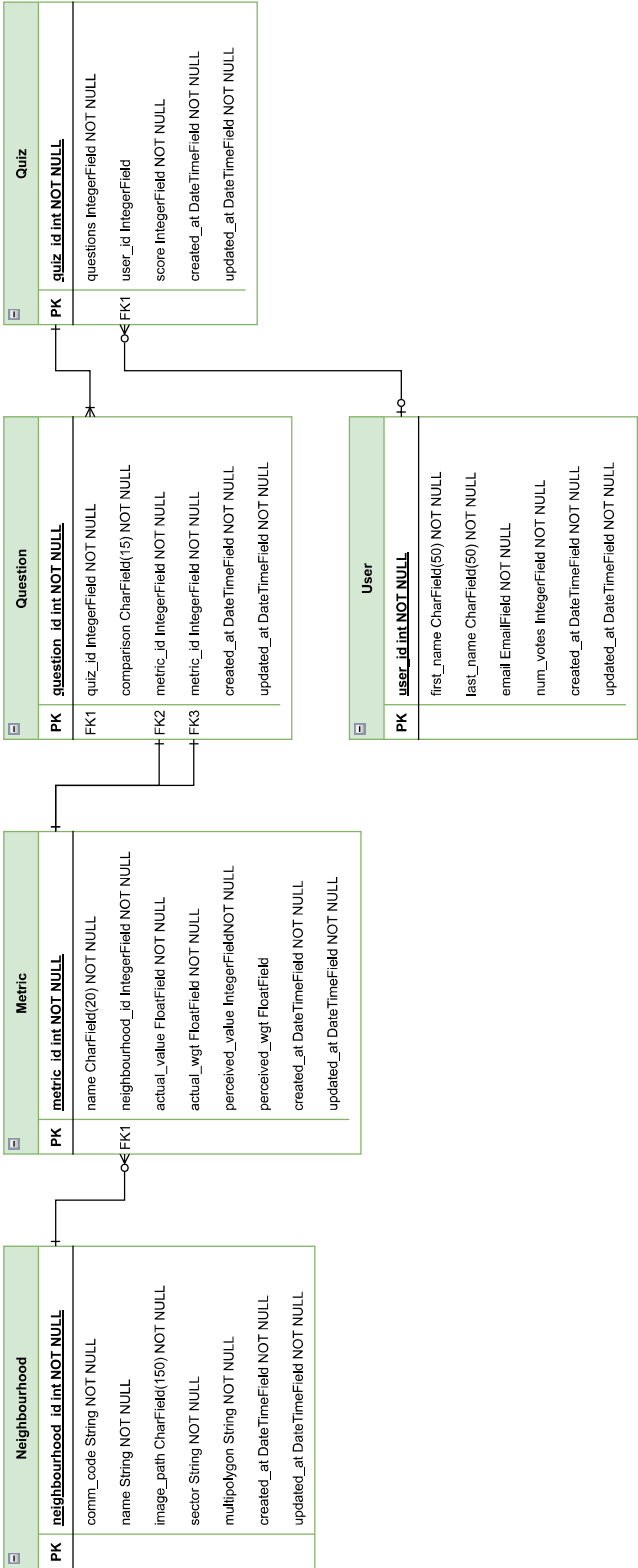 Neighbourhood
PK neighbourhood_id int NOT NULL
comm_code String NOT NULL
name String NOT NULL
image_path CharField(150) NOT NULL
sector String NOT NULL
multipolygon String NOT NULL
created_at DateTimeField NOT NULL
updated_at DateTimeField NOT NULL
Metric
PK metric_id int NOT NULL
name CharField(20) NOT NULL
FK1 neighbourhood_id IntegerField NOT NULL
actual_value FloatField NOT NULL
actual_wgt FloatField NOT NULL
perceived_value IntegerFieldNOT NULL
perceived_wgt FloatField
created_at DateTimeField NOT NULL
updated_at DateTimeField NOT NULL
Question
PK question_id int NOT NULL
FK1 quiz_id IntegerField NOT NULL
comparison CharField(15) NOT NULL
FK2 metric_id IntegerField NOT NULL
FK3 metric_id IntegerField NOT NULL
created_at DateTimeField NOT NULL
updated_at DateTimeField NOT NULL
Quiz
PK quiz_id int NOT NULL
questions IntegerField NOT NULL
FK1 user_id IntegerField
score IntegerField NOT NULL
created_at DateTimeField NOT NULL
updated_at DateTimeField NOT NULL
User
PK user_id int NOT NULL
first_name CharField(50) NOT NULL
last_name CharField(50) NOT NULL
email EmailField NOT NULL
num_votes IntegerField NOT NULL
created_at DateTimeField NOT NULL
updated_at DateTimeField NOT NULL